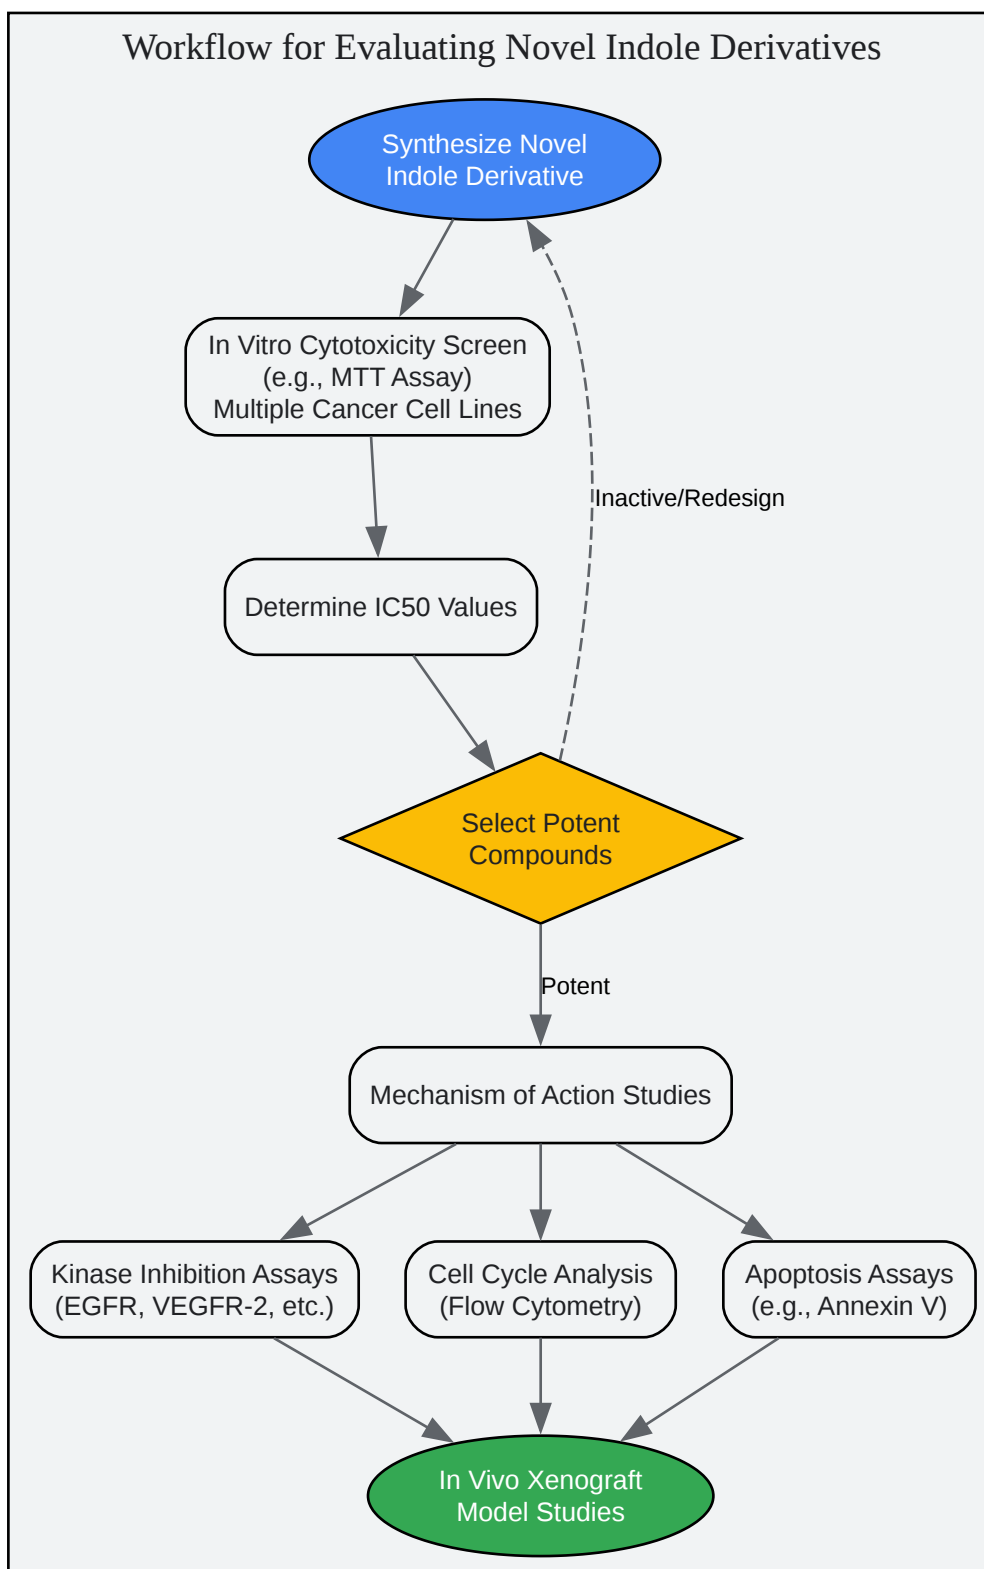 Workflow for Evaluating Novel Indole Derivatives
Synthesize Novel
Indole Derivative
In Vitro Cytotoxicity Screen
(e.g., MTT Assay)
Multiple Cancer Cell Lines
Inactive/Redesign
Determine IC50 Values
Select Potent
Compounds
Potent
Mechanism of Action Studies
Kinase Inhibition Assays
(EGFR, VEGFR-2, etc.)
Cell Cycle Analysis
(Flow Cytometry)
Apoptosis Assays
(e.g., Annexin V)
In Vivo Xenograft
Model Studies